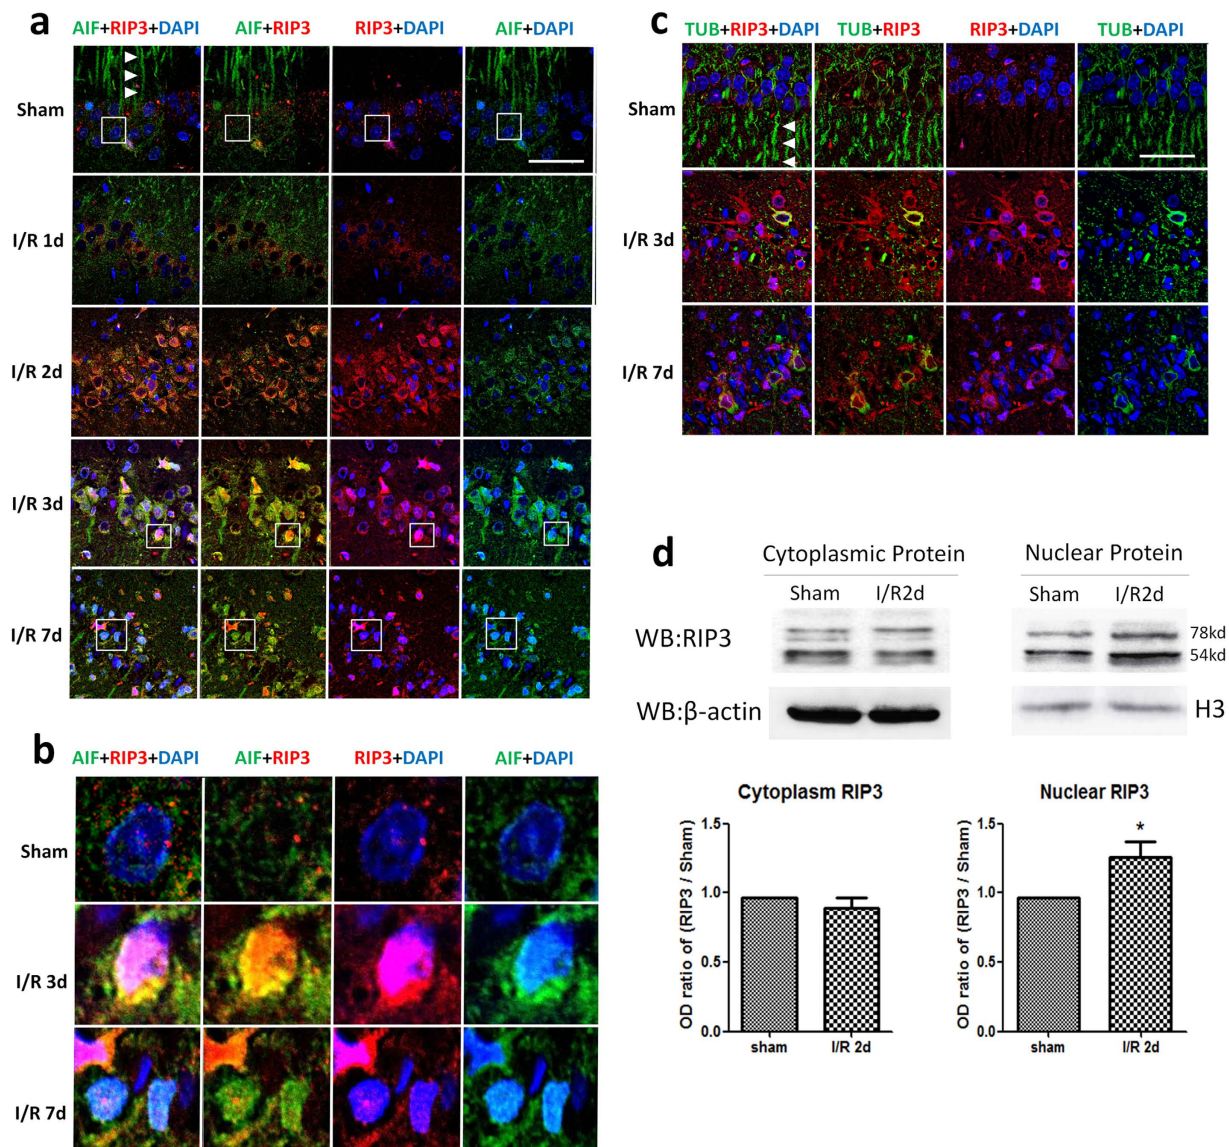 a
AIF+RIP3+DAPI AIF+RIP3 RIP3+DAPI AIF+DAPI
Sham
I/R 1d
I/R 2d
I/R 3d
I/R 7d
b
AIF+RIP3+DAPI AIF+RIP3 RIP3+DAPI AIF+DAPI
Sham
I/R 3d
I/R 7d
c
TUB+RIP3+DAPI TUB+RIP3 RIP3+DAPI TUB+DAPI
Sham
I/R 3d
I/R 7d
d
Cytoplasmic Protein Nuclear Protein
Sham I/R2d Sham I/R2d
WB:RIP3 78kd
54kd
WB:β-actin H3
Cytoplasm RIP3
OD ratio of (RIP3 / Sham)
1.5
1.0
0.5
0.0
sham I/R 2d
Nuclear RIP3
OD ratio of (RIP3 / Sham)
1.5
1.0
0.5
0.0
*
sham I/R 2d